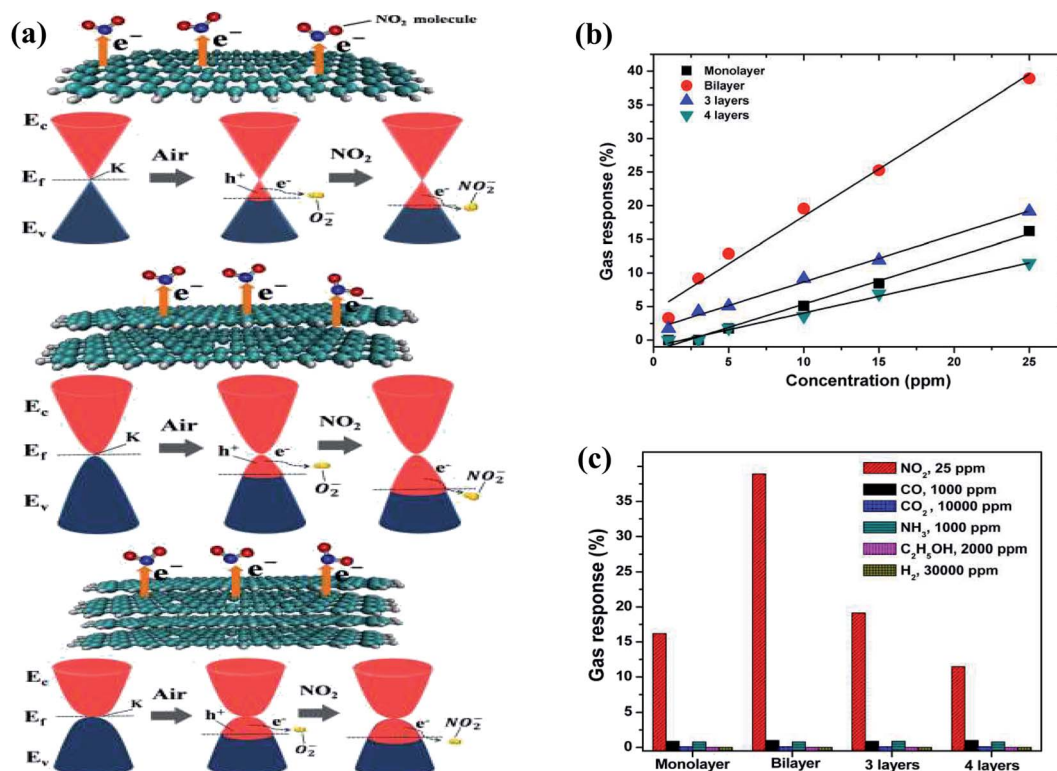 (a)
NO₂ molecule
e⁻ e⁻ e⁻
E_c
E_f
E_v
K
Air
h⁺
e⁻
O₂⁻
NO₂
e⁻
NO₂⁻
e⁻ e⁻ e⁻
E_c
E_f
E_v
K
Air
h⁺
e⁻
O₂⁻
NO₂
e⁻
NO₂⁻
e⁻ e⁻ e⁻
E_c
E_f
E_v
K
Air
h⁺
e⁻
O₂⁻
NO₂
e⁻
NO₂⁻
(b)
Monolayer
Bilayer
3 layers
4 layers
Gas response (%)
40
35
30
25
20
15
10
5
0
0 5 10 15 20 25
Concentration (ppm)
(c)
NO₂, 25 ppm
CO, 1000 ppm
CO₂, 10000 ppm
NH₃, 1000 ppm
C₂H₅OH, 2000 ppm
H₂, 30000 ppm
Gas response (%)
35
30
25
20
15
10
5
0
Monolayer Bilayer 3 layers 4 layers